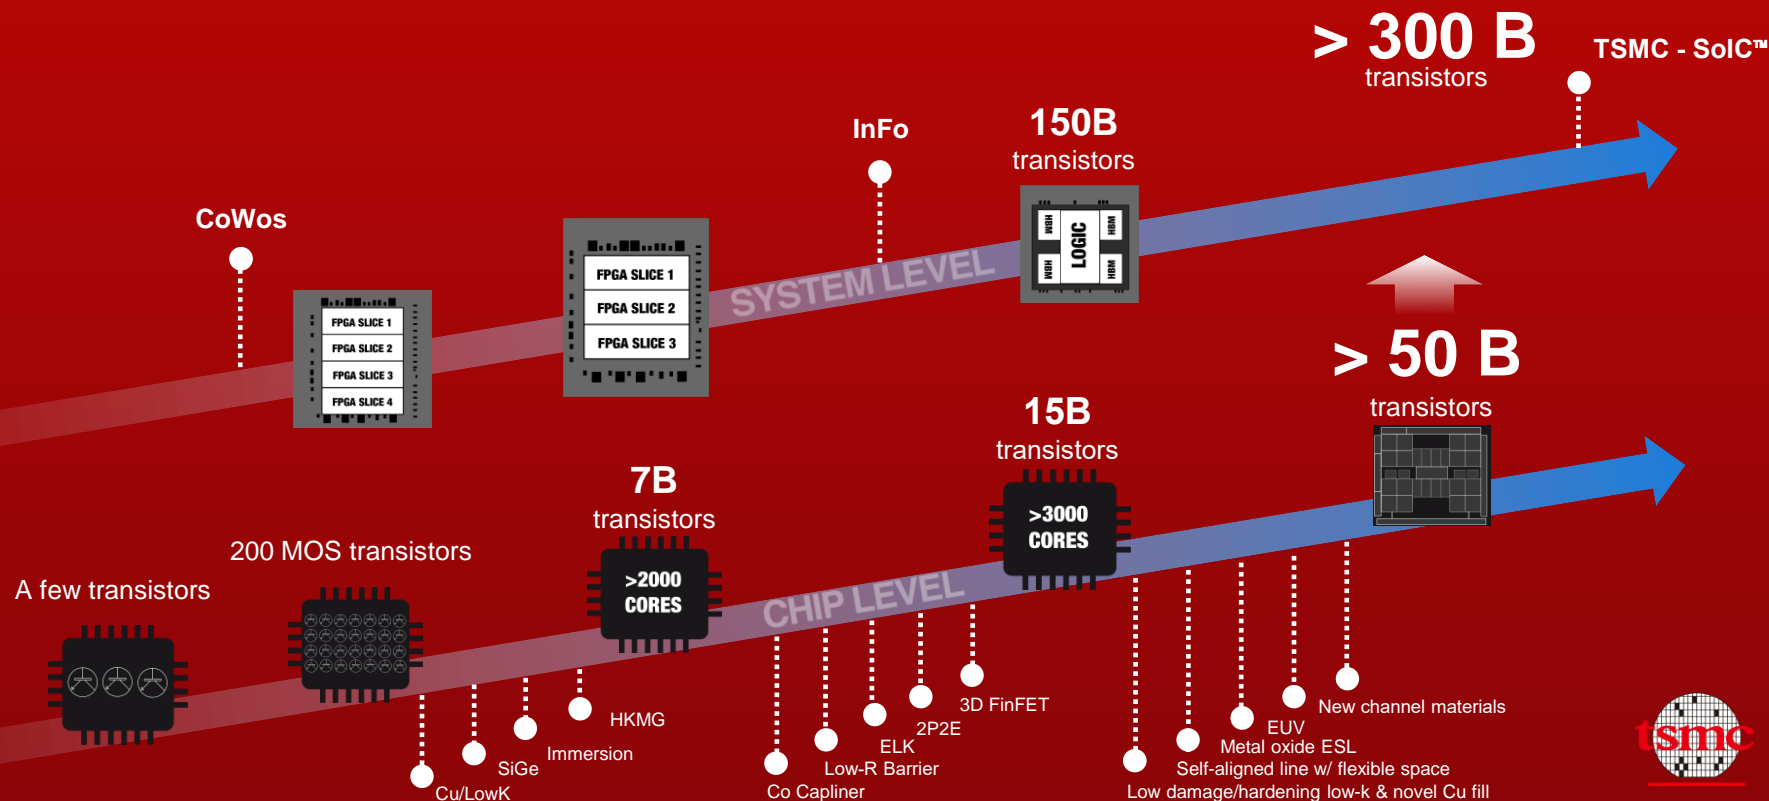 > 300 B
transistors
TSMC - SoIC™
150B
transistors
InFo
CoWos
HBM
HBM
LOGIC
HBM
HBM
FPGA SLICE 1
FPGA SLICE 2
FPGA SLICE 3
SYSTEM LEVEL
FPGA SLICE 1
FPGA SLICE 2
FPGA SLICE 3
FPGA SLICE 4
> 50 B
transistors
15B
transistors
>3000
CORES
7B
transistors
>2000
CORES
200 MOS transistors
A few transistors
CHIP LEVEL
Cu/LowK
SiGe
Immersion
HKMG
Co Capliner
Low-R Barrier
ELK
2P2E
3D FinFET
Low damage/hardening low-k & novel Cu fill
Self-aligned line w/ flexible space
Metal oxide ESL
EUV
New channel materials
tsmc